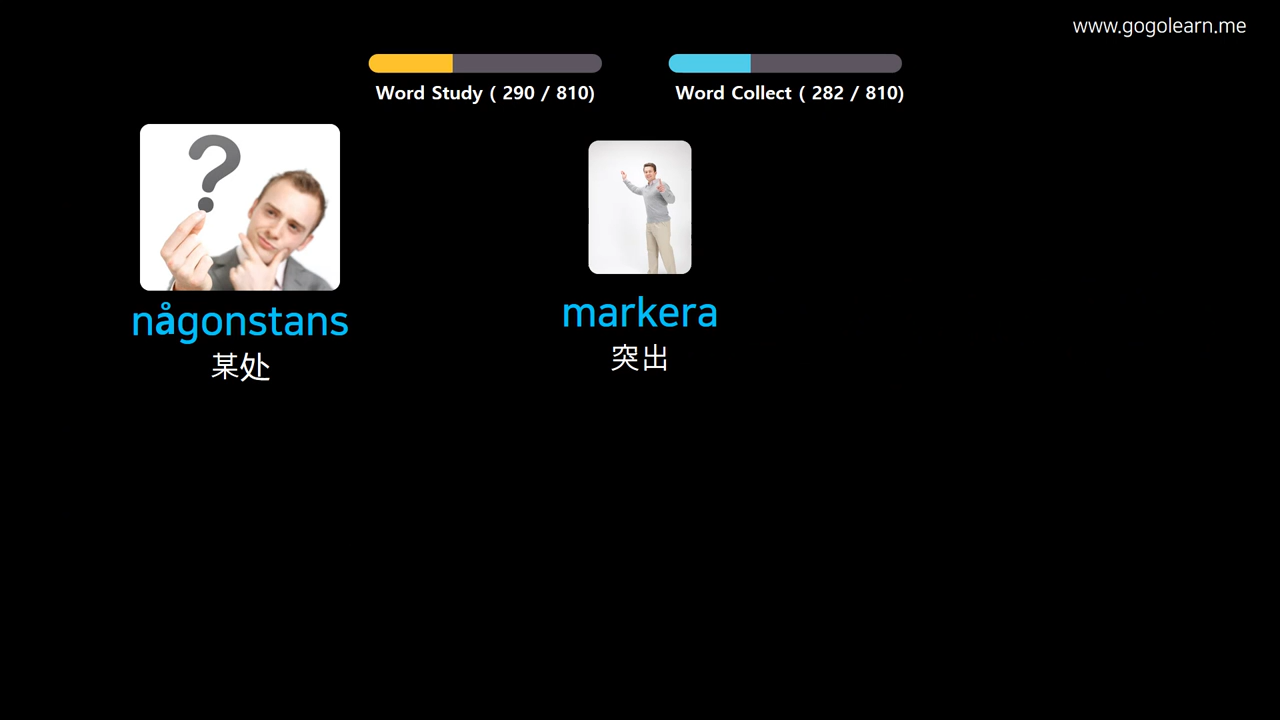 www.gogolearn.me
Word Study ( 290 / 810)
Word Collect ( 282 / 810)
någonstans
某处
markera
突出